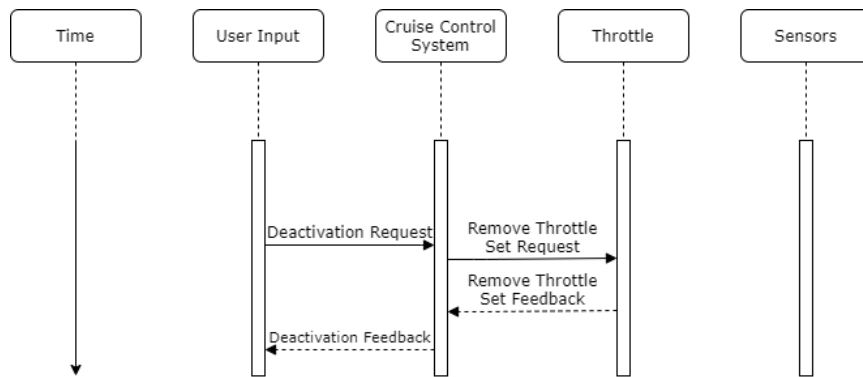 Time
User Input
Cruise Control
System
Throttle
Sensors
Deactivation Request
Remove Throttle
Set Request
Remove Throttle
Set Feedback
Deactivation Feedback